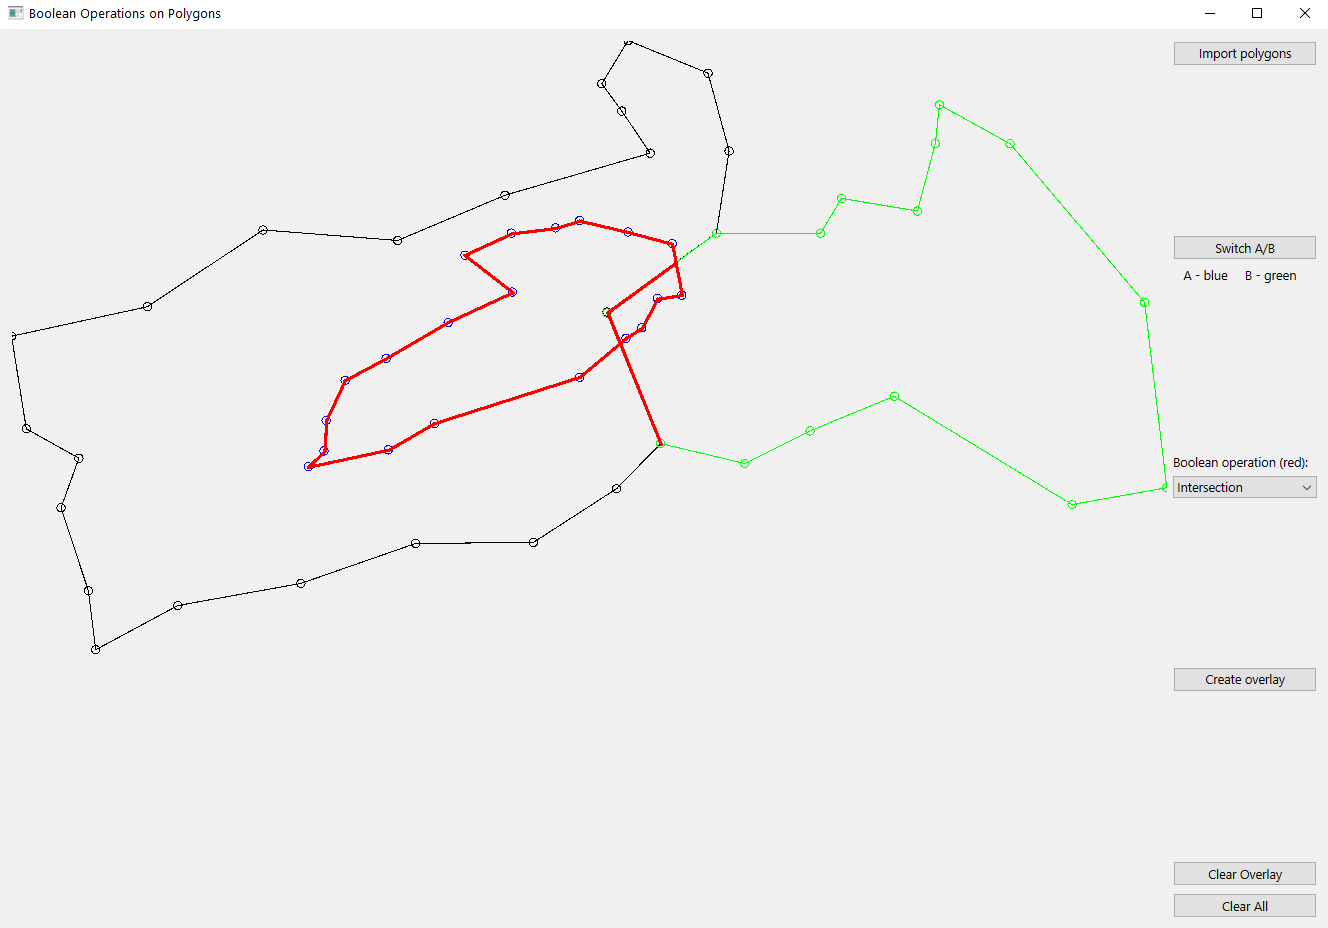 Boolean Operations on Polygons
Import polygons
Switch A/B
A - blue B - green
Boolean operation (red):
Intersection
Create overlay
Clear Overlay
Clear All